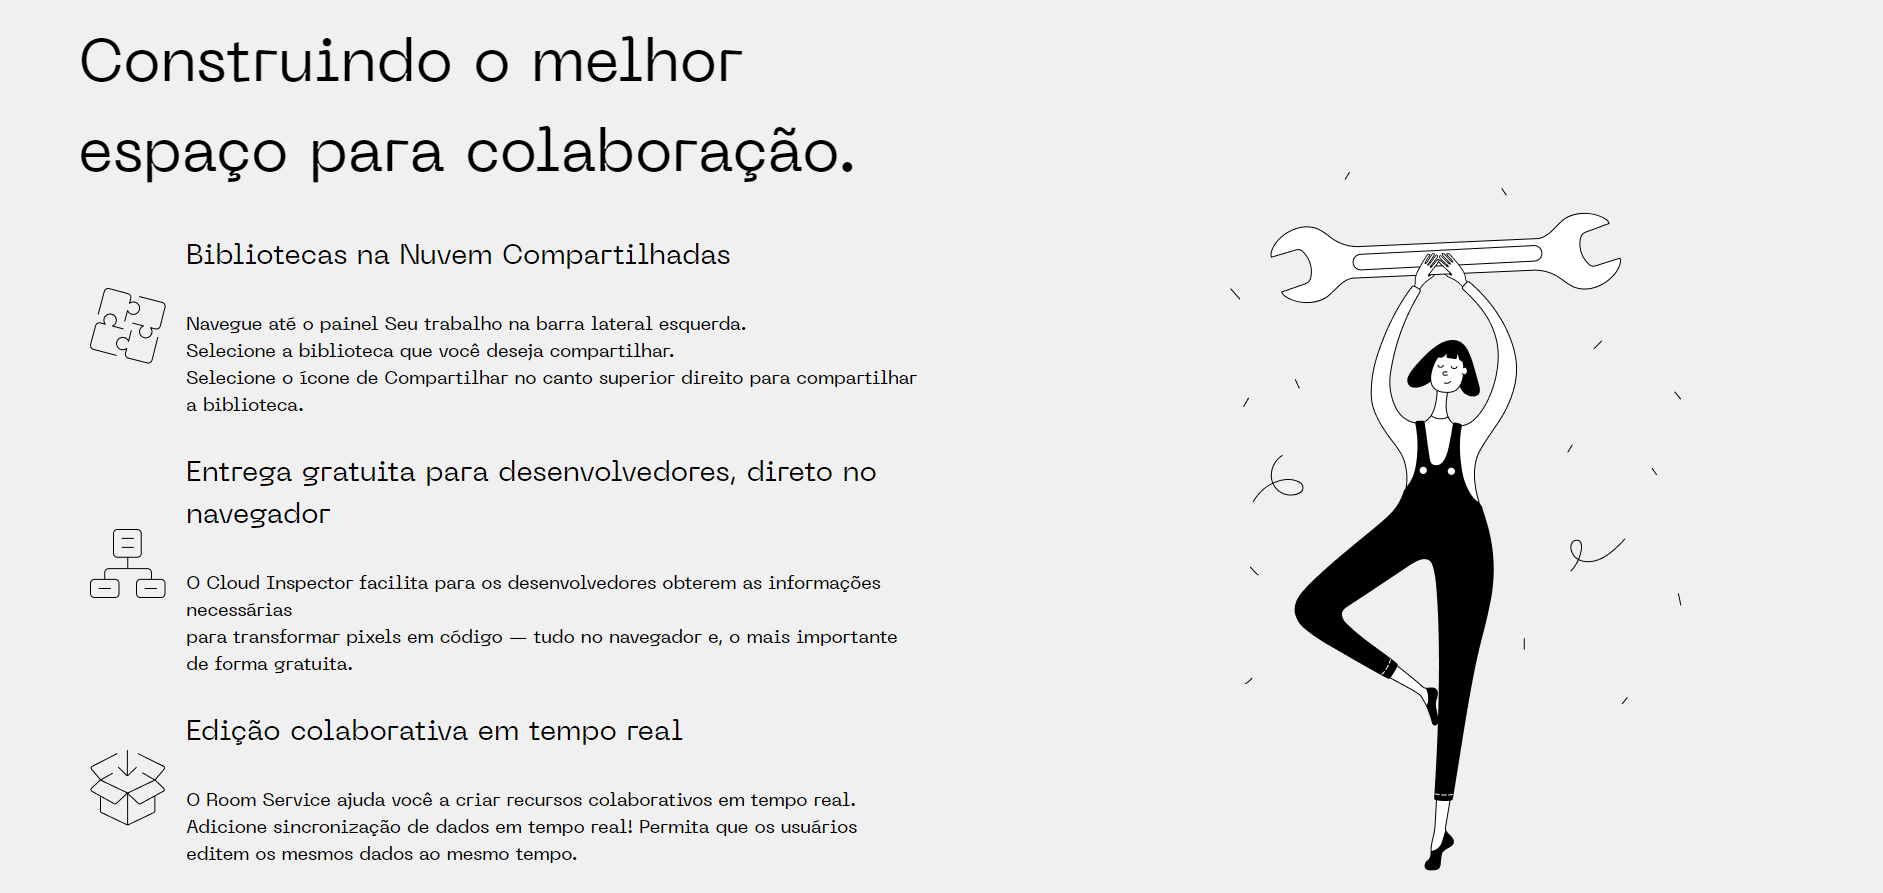 Construindo o melhor
espaço para colaboração.
Bibliotecas na Nuvem Compartilhadas
Navegue até o painel Seu trabalho na barra lateral esquerda.
Selecione a biblioteca que você deseja compartilhar.
Selecione o ícone de Compartilhar no canto superior direito para compartilhar
a biblioteca.
Entrega gratuita para desenvolvedores, direto no
navegador
O Cloud Inspector facilita para os desenvolvedores obterem as informações
necessárias
para transformar pixels em código — tudo no navegador e, o mais importante
de forma gratuita.
Edição colaborativa em tempo real
O Room Service ajuda você a criar recursos colaborativos em tempo real.
Adicione sincronização de dados em tempo real! Permita que os usuários
editem os mesmos dados ao mesmo tempo.